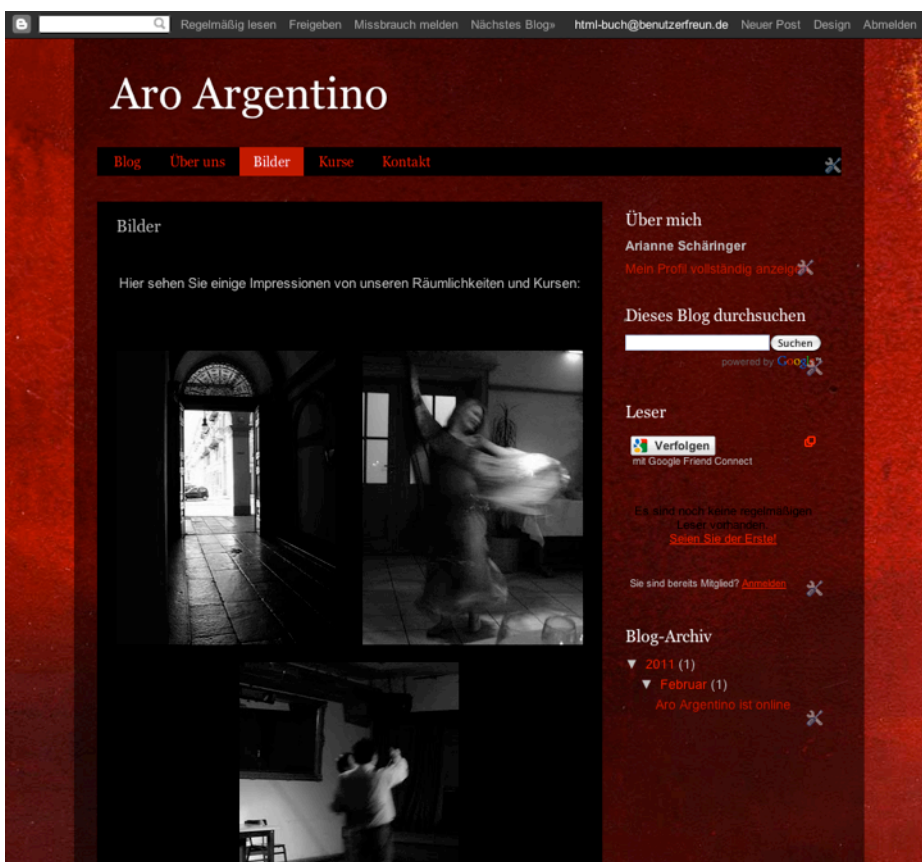 Regelmäßig lesen Freigeben Missbrauch melden Nächstes Blog» html-buch@benutzerfreun.de Neuer Post Design Abmelden
Aro Argentino
Blog Über uns Bilder Kurse Kontakt
Bilder
Hier sehen Sie einige Impressionen von unseren Räumlichkeiten und Kursen:
Über mich
Arianne Schäringer
Mein Profil vollständig anzeigen
Dieses Blog durchsuchen
Suchen
powered by Google™
Leser
Verfolgen
mit Google Friend Connect
Es sind noch keine regelmäßigen
Leser vorhanden.
Seien Sie der Erste!
Sie sind bereits Mitglied? Anmelden
Blog-Archiv
▼ 2011 (1)
▼ Februar (1)
Aro Argentino ist online